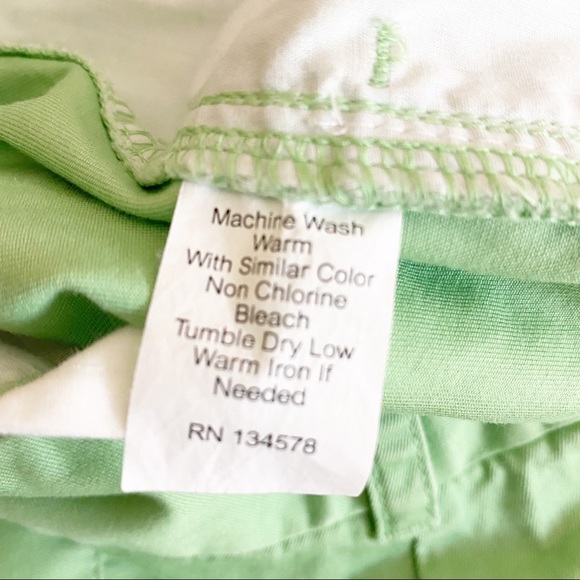 Machine Wash
Warm
With Similar Color
Non Chlorine
Bleach
Tumble Dry Low
Warm Iron If
Needed
RN 134578